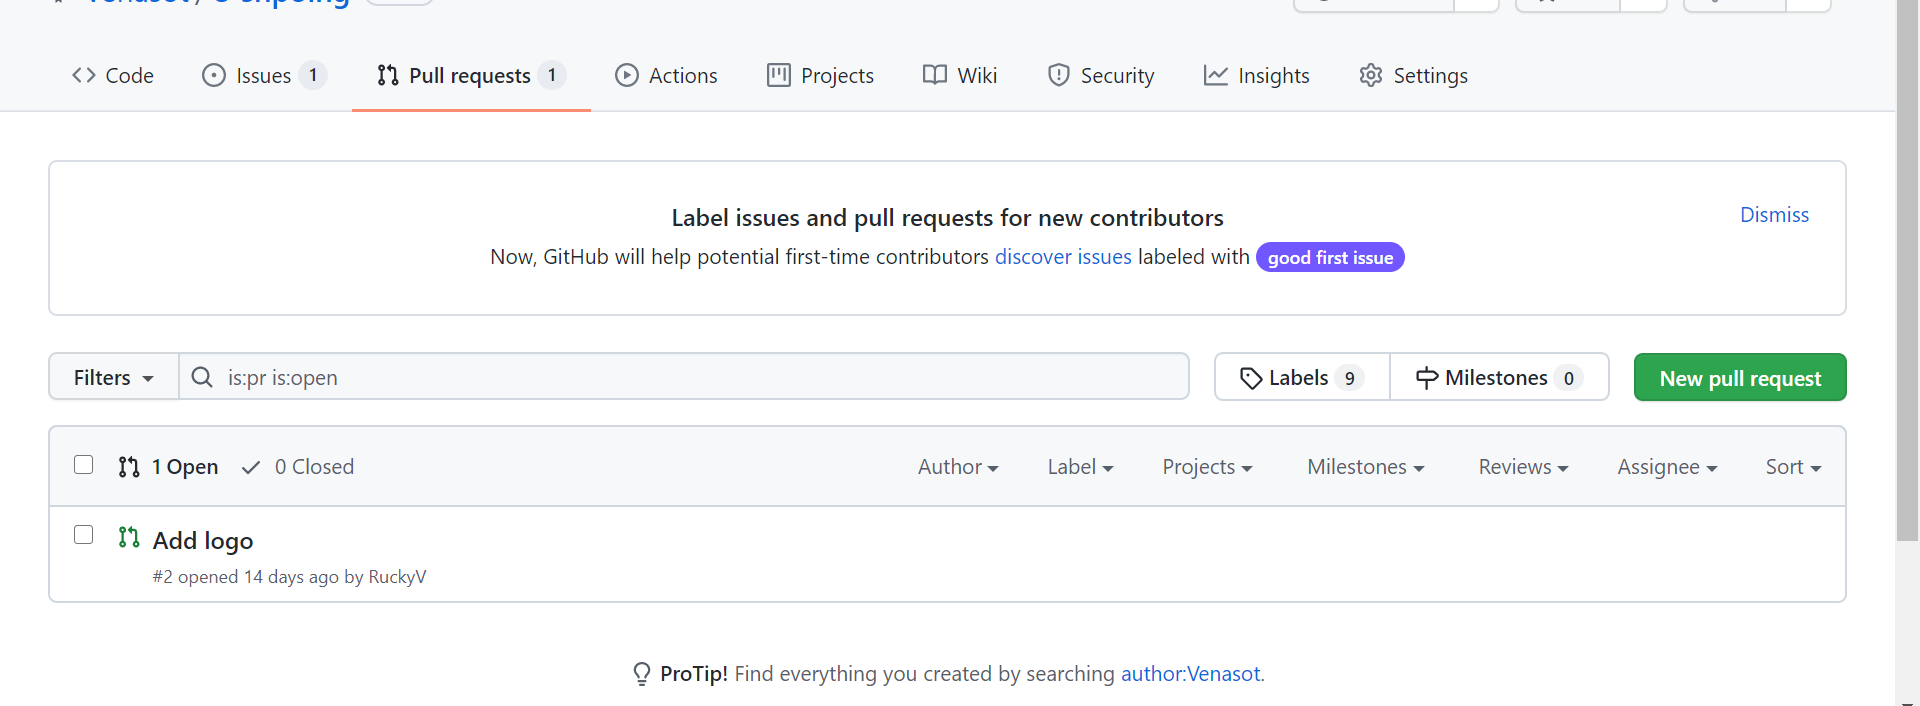 Code Issues 1 Pull requests 1 Actions Projects Wiki Security Insights Settings
Label issues and pull requests for new contributors
Dismiss
Now, GitHub will help potential first-time contributors discover issues labeled with good first issue
Filters is:pr is:open Labels 9 Milestones 0 New pull request
1 Open 0 Closed Author Label Projects Milestones Reviews Assignee Sort
Add logo
#2 opened 14 days ago by RuckyV
ProTip! Find everything you created by searching author:Venasot.